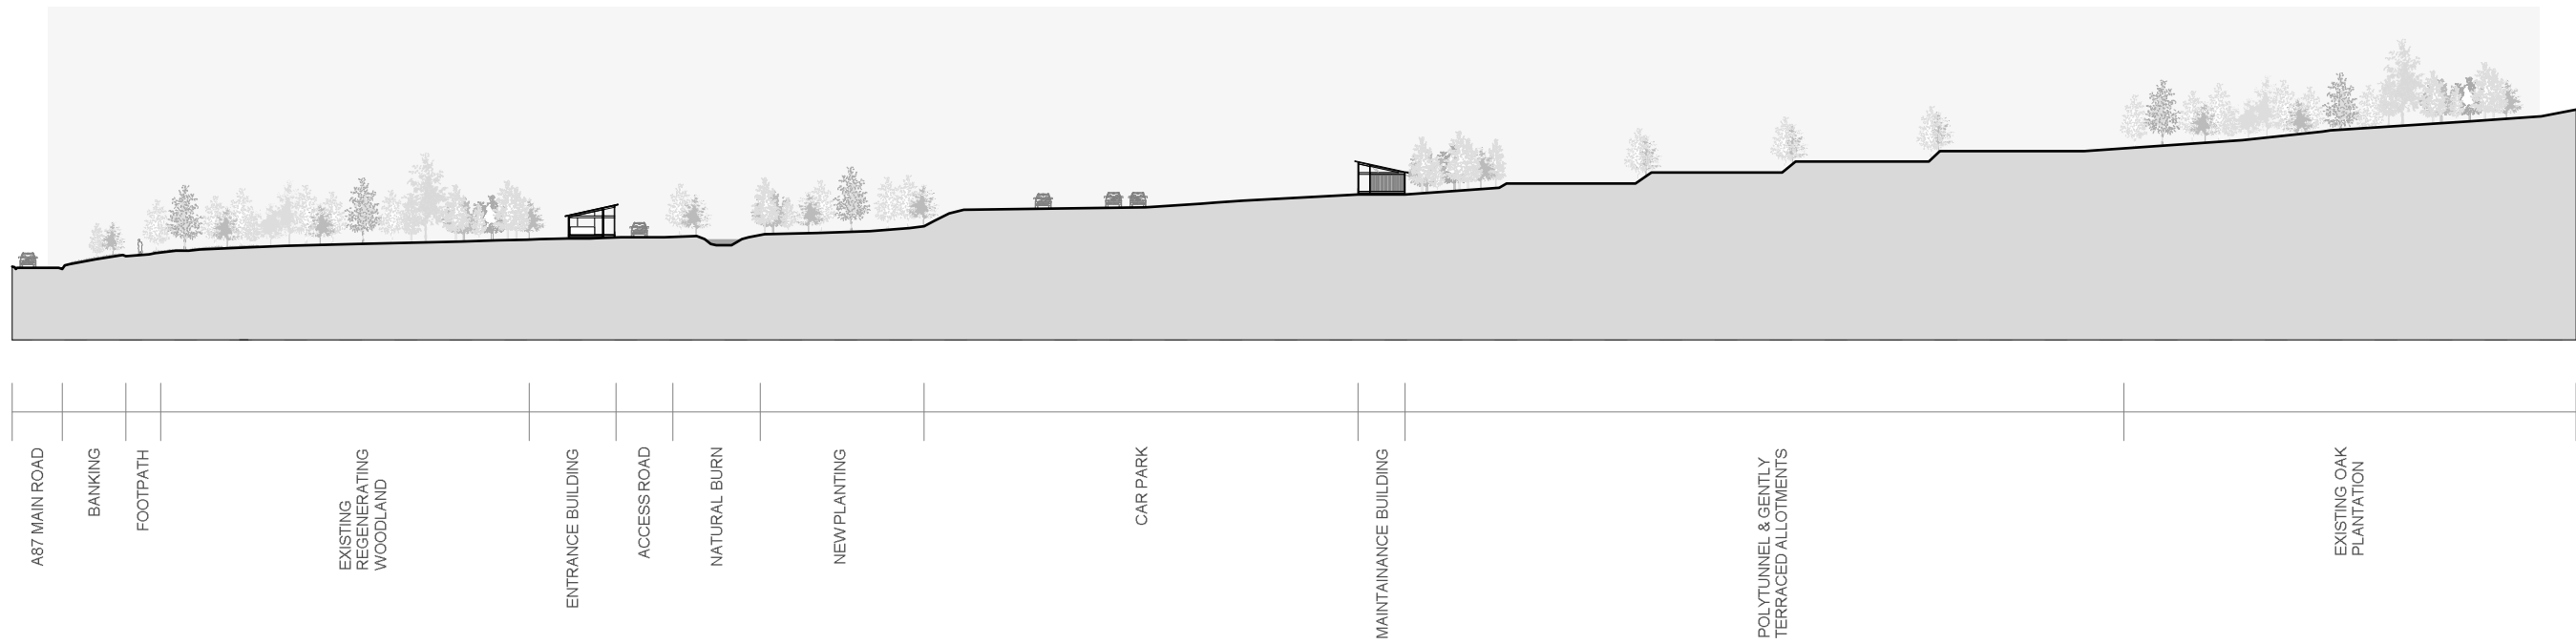 A87 MAIN ROAD
BANKING
FOOTPATH
EXISTING
REGENERATING
WOODLAND
ENTRANCE BUILDING
ACCESS ROAD
NATURAL BURN
NEW PLANTING
CAR PARK
MAINTAINANCE BUILDING
POLYTUNNEL & GENTLY
TERRACED ALLOTMENTS
EXISTING OAK
PLANTATION